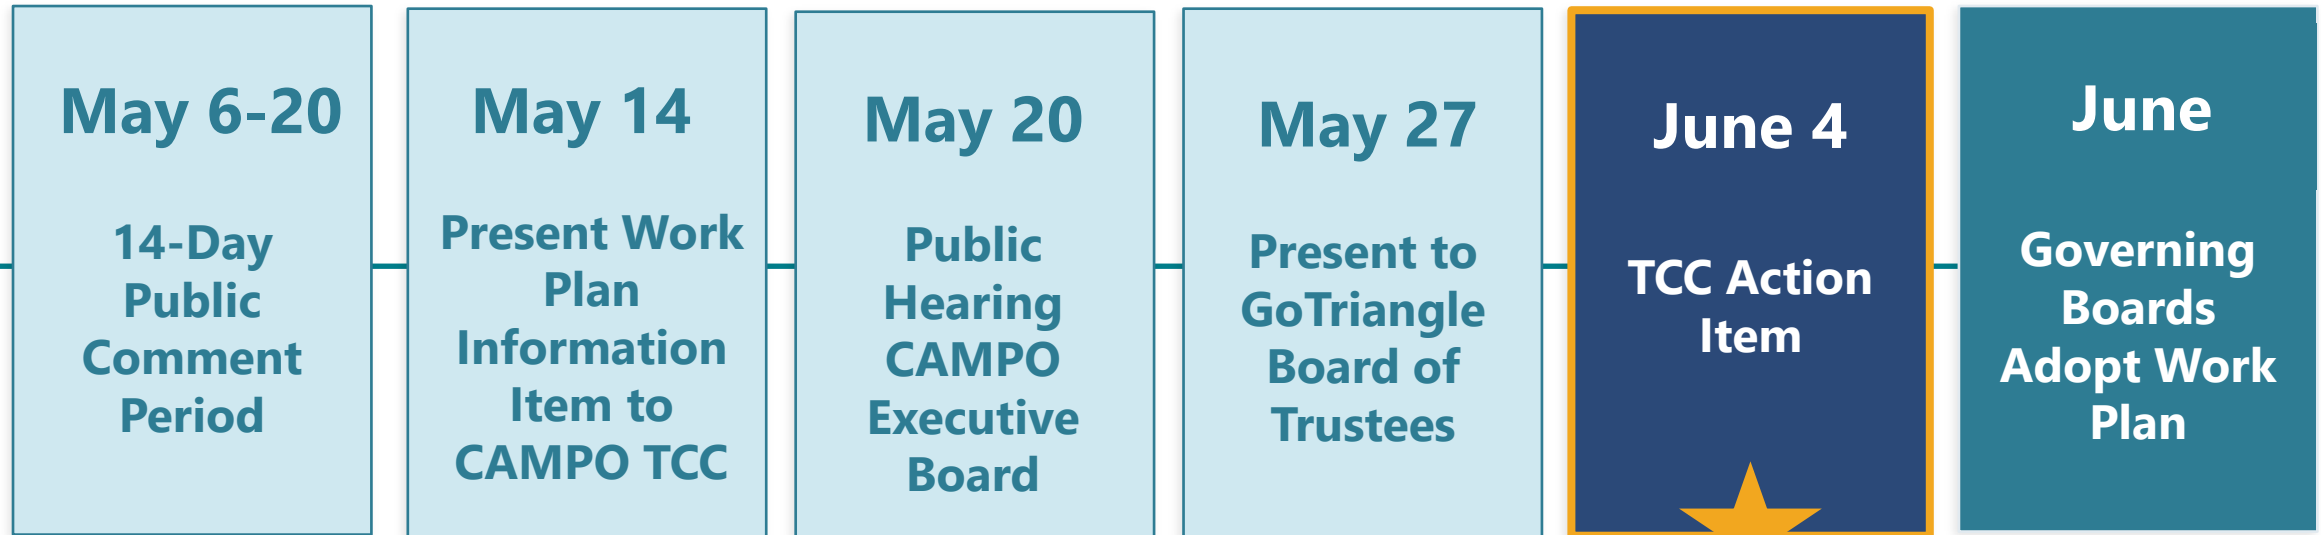 May 6-20
14-Day
Public
Comment
Period
May 14
Present Work
Plan
Information
Item to
CAMPO TCC
May 20
Public
Hearing
CAMPO
Executive
Board
May 27
Present to
GoTriangle
Board of
Trustees
June 4
TCC Action
Item
June
Governing
Boards
Adopt Work
Plan